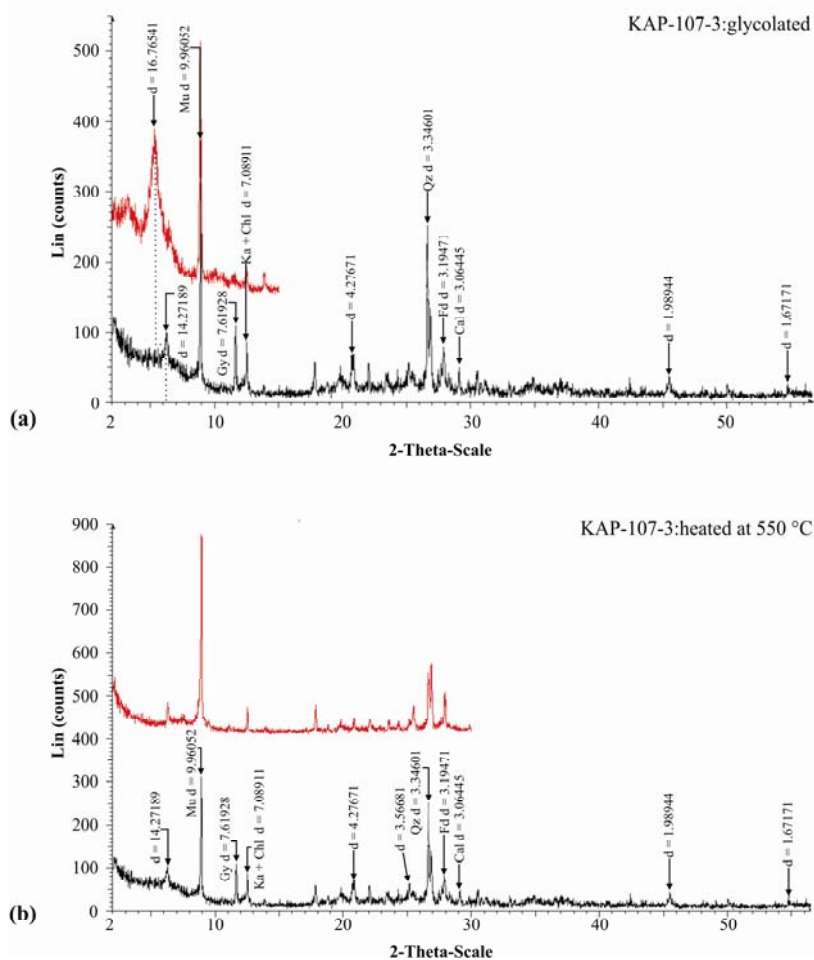 KAP-107-3:glycolated
Lin (counts)
500
400
300
200
100
0
d = 16.76541
Mu d = 9.96052
d = 14.27189
Gy d = 7.61928
Ka + Chl d = 7.08911
d = 4.27671
Qz d = 3.34601
Fd d = 3.19471
Cal d = 3.06445
d = 1.98944
d = 1.67171
2
10
20
30
40
50
(a)
2-Theta-Scale
KAP-107-3:heated at 550 °C
Lin (counts)
900
800
700
600
500
400
300
200
100
0
d = 14.27189
Mu d = 9.96052
Gy d = 7.61928
Ka + Chl d = 7.08911
d = 4.27671
d = 3.56681
Qz d = 3.34601
Fd d = 3.19471
Cal d = 3.06445
d = 1.98944
d = 1.67171
2
10
20
30
40
50
(b)
2-Theta-Scale